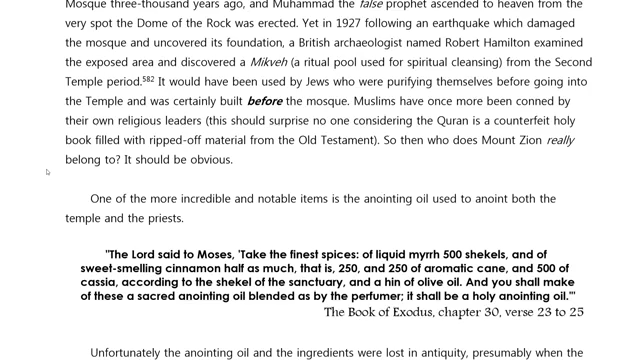 Mosque three-thousand years ago, and Muhammad the false prophet ascended to heaven from the
very spot the Dome of the Rock was erected. Yet in 1927 following an earthquake which damaged
the mosque and uncovered its foundation, a British archaeologist named Robert Hamilton examined
the exposed area and discovered a Mikveh (a ritual pool used for spiritual cleansing) from the Second
Temple period.582 It would have been used by Jews who were purifying themselves before going into
the Temple and was certainly built before the mosque. Muslims have once more been conned by
their own religious leaders (this should surprise no one considering the Quran is a counterfeit holy
book filled with ripped-off material from the Old Testament). So then who does Mount Zion really
belong to? It should be obvious.
One of the more incredible and notable items is the anointing oil used to anoint both the
temple and the priests.
"The Lord said to Moses, 'Take the finest spices: of liquid myrrh 500 shekels, and of
sweet-smelling cinnamon half as much, that is, 250, and 250 of aromatic cane, and 500 of
cassia, according to the shekel of the sanctuary, and a hin of olive oil. And you shall make
of these a sacred anointing oil blended as by the perfumer; it shall be a holy anointing oil.'"
The Book of Exodus, chapter 30, verse 23 to 25
Unfortunately the anointing oil and the ingredients were lost in antiquity, presumably when the